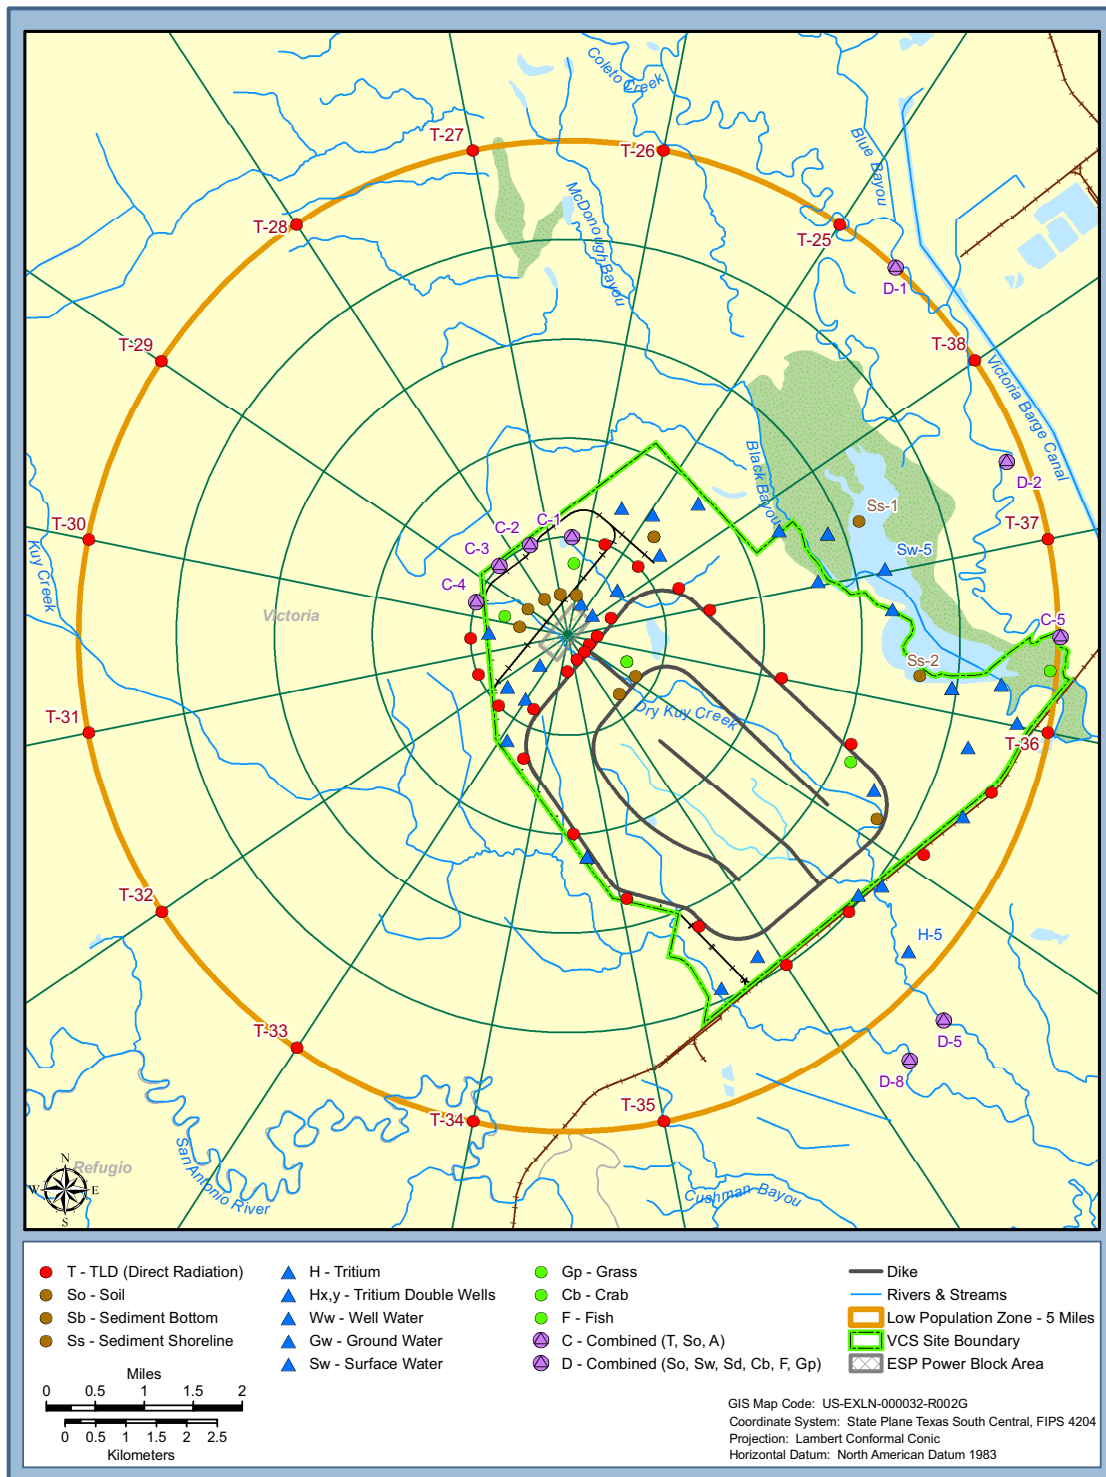 Coleto Creek
T-27
T-26
Blue Bayou
McDonough Bayou
T-28
T-25
D-1
T-29
T-38
Victoria Barge Canal
Black Bayou
D-2
Ss-1
T-30
C-1
C-2
T-37
C-3
Sw-5
Kuy Creek
C-4
Victoria
C-5
Ss-2
Dry Kuy Creek
T-31
T-36
T-32
H-5
T-33
D-5
D-8
T-34
T-35
San Antonio River
Refugio
Cushman Bayou
N
W
E
S
T - TLD (Direct Radiation)
So - Soil
Sb - Sediment Bottom
Ss - Sediment Shoreline
H - Tritium
Hx,y - Tritium Double Wells
Ww - Well Water
Gw - Ground Water
Sw - Surface Water
Gp - Grass
Cb - Crab
F - Fish
C - Combined (T, So, A)
D - Combined (So, Sw, Sd, Cb, F, Gp)
Dike
Rivers & Streams
Low Population Zone - 5 Miles
VCS Site Boundary
ESP Power Block Area
Miles
0 0.5 1 1.5 2
0 0.5 1 1.5 2 2.5
Kilometers
GIS Map Code: US-EXLN-000032-R002G
Coordinate System: State Plane Texas South Central, FIPS 4204
Projection: Lambert Conformal Conic
Horizontal Datum: North American Datum 1983